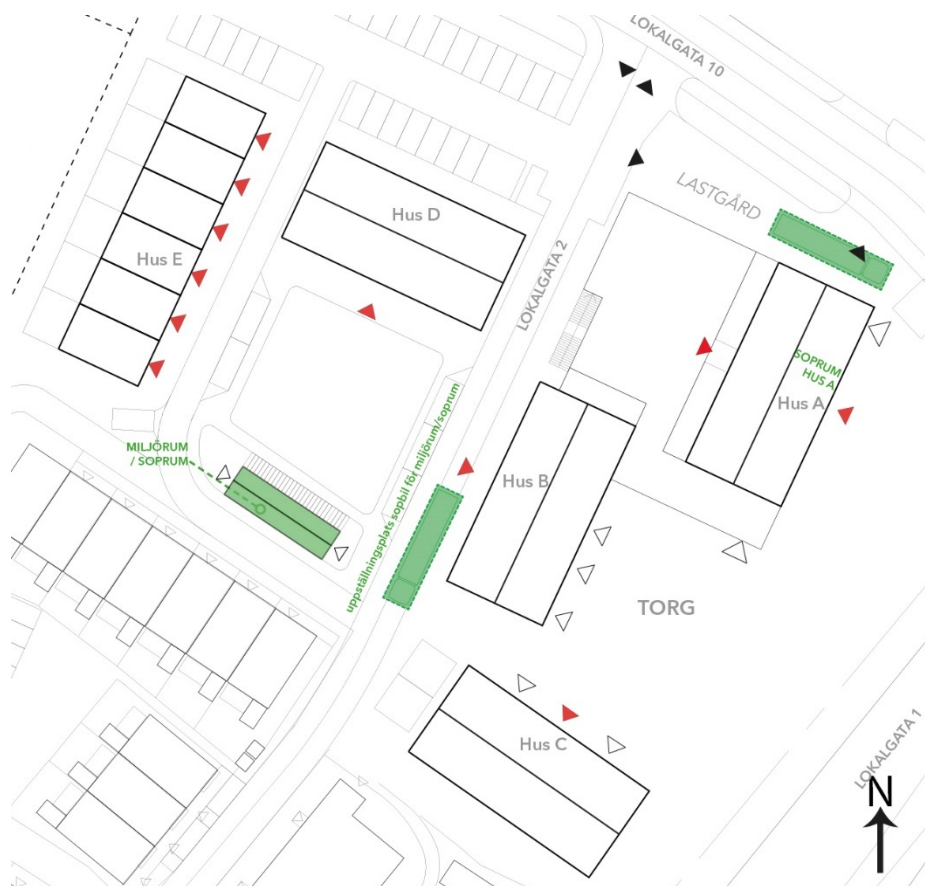 LOKALGATA 10
LASTGÅRD
Hus D
Hus E
LOKALGATA 2
SOPRUM
HUS A
Hus A
MILJÖRUM
/ SOPRUM
uppställningsplats sopbil för miljörum/soprum
Hus B
TORG
Hus C
LOKALGATA 1
N